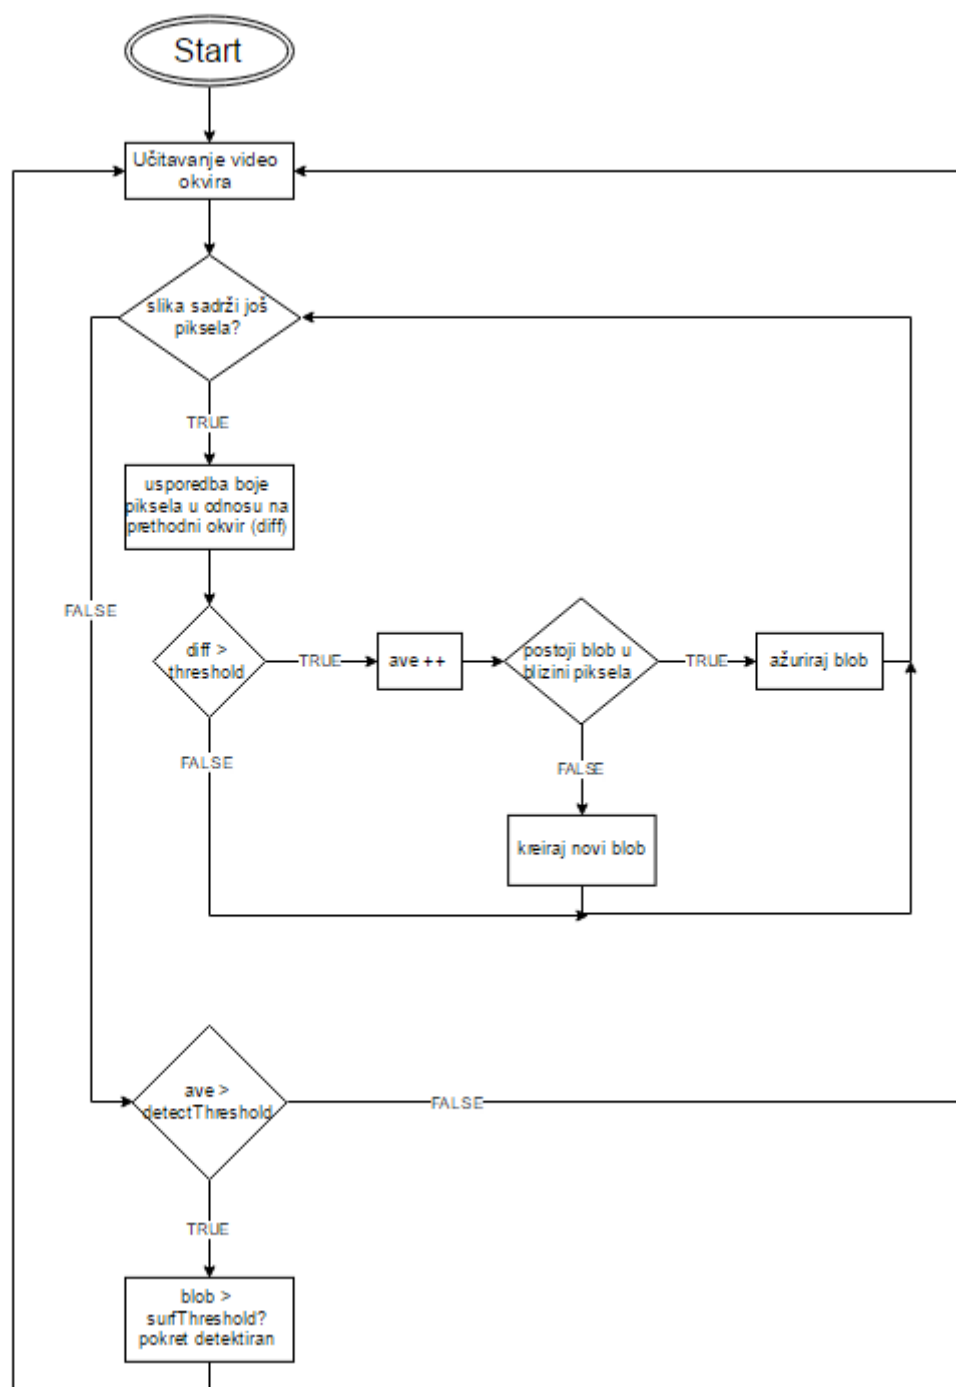 Start
Učitavanje video
okvira
slika sadrži još
piksela?
TRUE
usporedba boje
piksela u odnosu na
prethodni okvir (diff)
FALSE
diff >
threshold
TRUE
ave ++
postoji blob u
blizini piksela
TRUE
ažuriraj blob
FALSE
FALSE
kreiraj novi blob
ave >
detectThreshold
FALSE
TRUE
blob >
surfThreshold?
pokret detektiran